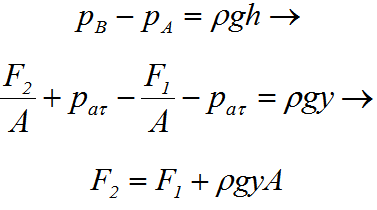 p_B − p_A = ρgh →
F_2/A + p_ατ − F_1/A − p_ατ = ρgy →
F_2 = F_1 + ρgyA